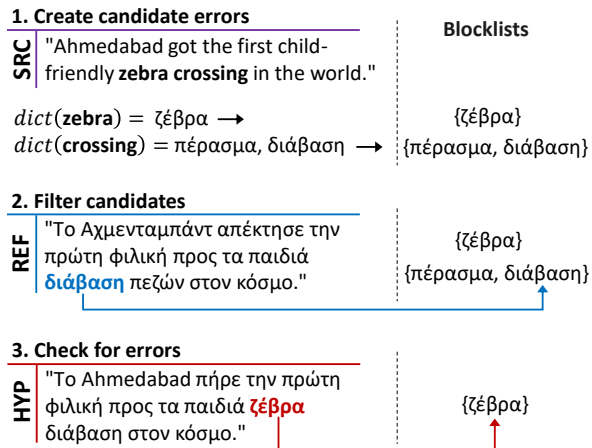 1. Create candidate errors
Blocklists
SRC
"Ahmedabad got the first child-
friendly zebra crossing in the world."
dict(zebra) = ζέβρα → {ζέβρα}
dict(crossing) = πέρασμα, διάβαση → {πέρασμα, διάβαση}
2. Filter candidates
REF
"Το Αχμενταμπάντ απέκτησε την
πρώτη φιλική προς τα παιδιά
διάβαση πεζών στον κόσμο."
{ζέβρα}
{πέρασμα, διάβαση}
3. Check for errors
HYP
"Το Ahmedabad πήρε την πρώτη
φιλική προς τα παιδιά ζέβρα
διάβαση στον κόσμο."
{ζέβρα}